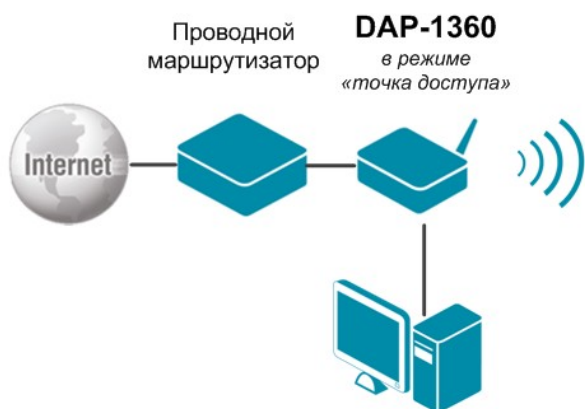 Проводной
маршрутизатор
DAP-1360
в режиме
«точка доступа»
Internet